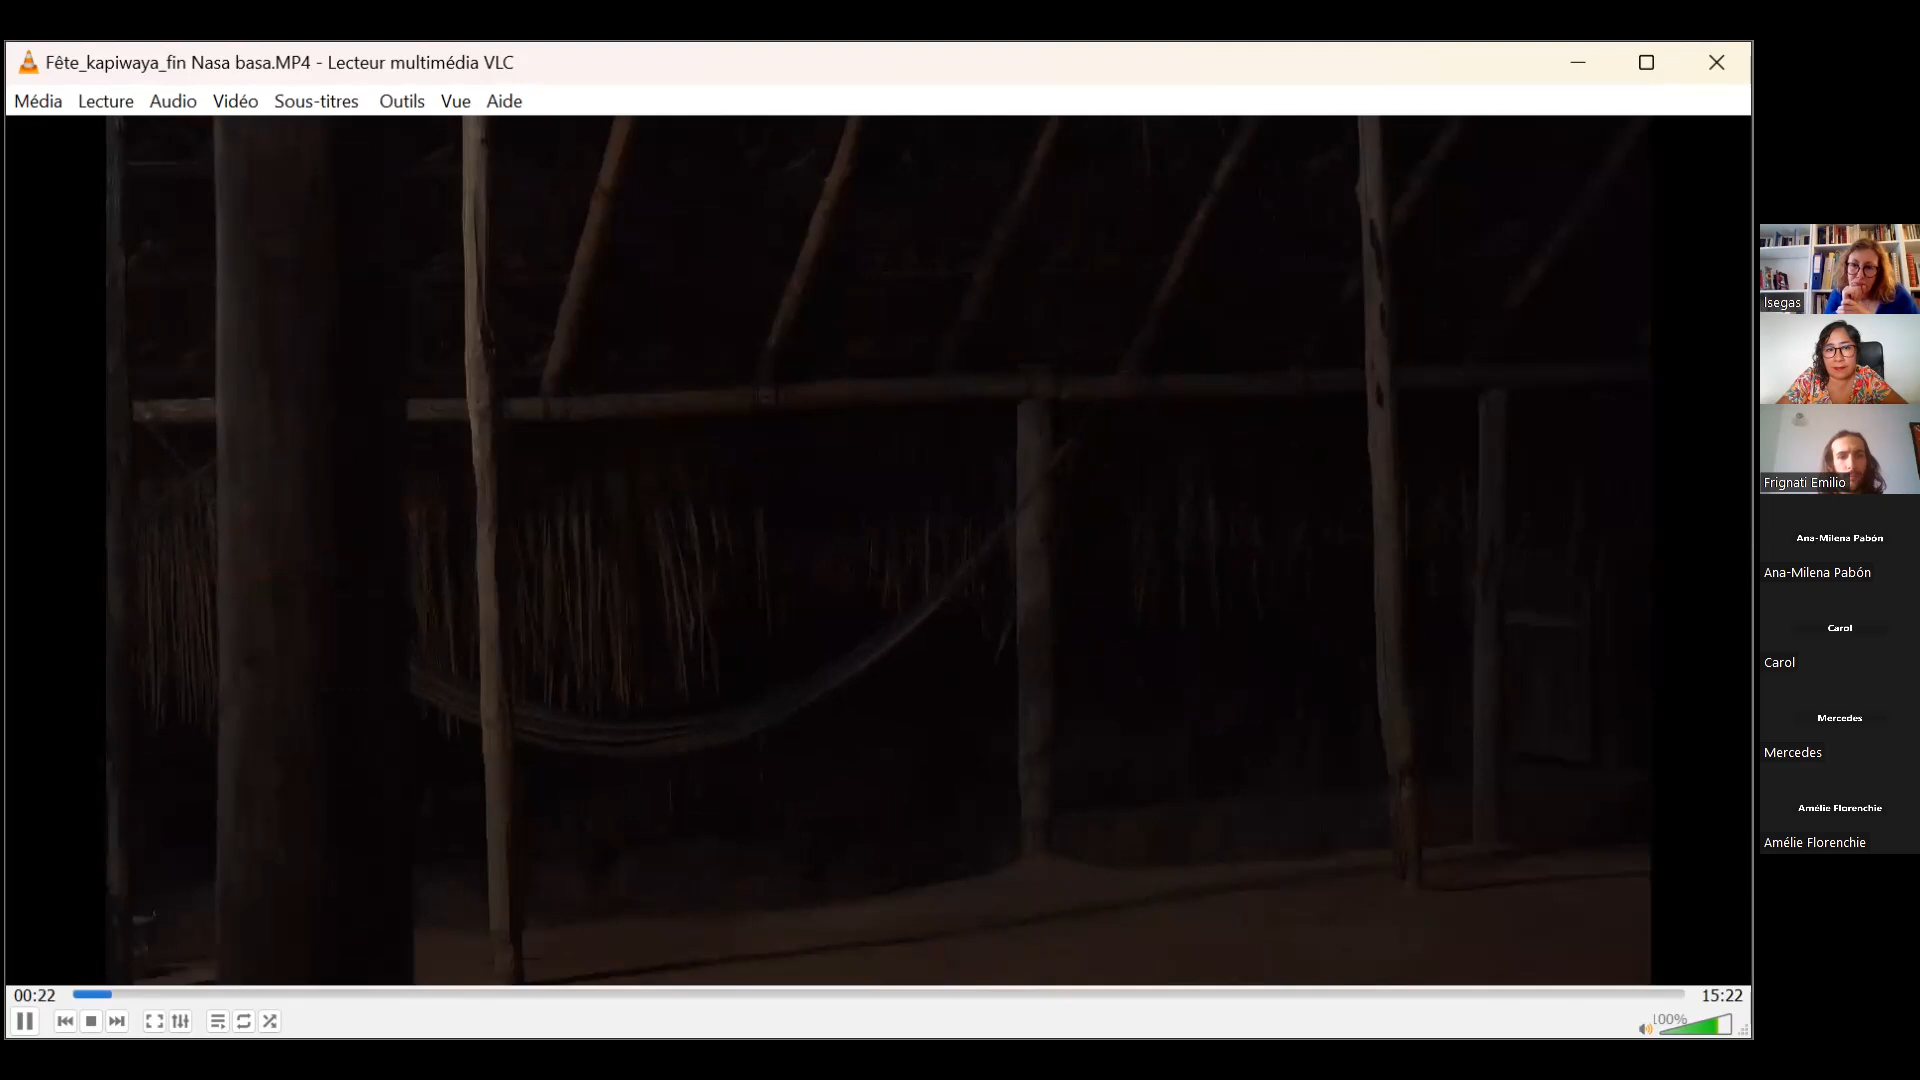 Fête_kapiwaya_fin Nasa basa.MP4 - Lecteur multimédia VLC
Média Lecture Audio Vidéo Sous-titres Outils Vue Aide
lsegas
Frignati Emilio
Ana-Milena Pabón
Ana-Milena Pabón
Carol
Carol
Mercedes
Mercedes
Amélie Florenchie
Amélie Florenchie
00:22 15:22
100%